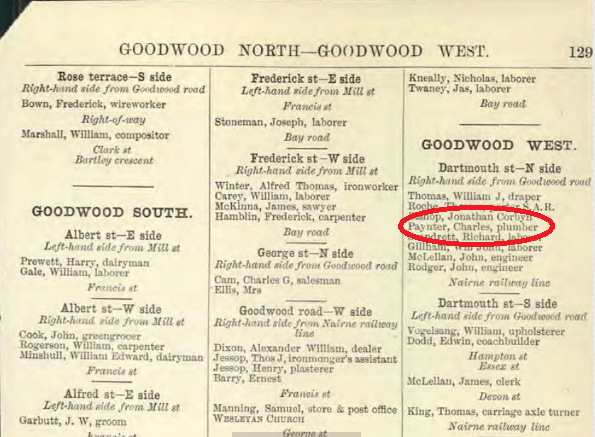 GOODWOOD NORTH—GOODWOOD WEST. 129
Rose terrace—S side
Right-hand side from Goodwood road
Bown, Frederick, wireworker
Right-of-way
Marshall, William, compositor
Clark st
Bartley crescent
GOODWOOD SOUTH.
Albert st—E side
Left-hand side from Mill st
Prewett, Harry, dairyman
Gale, William, laborer
Francis st
Albert st—W side
Right-hand side from Mill st
Cook, John, greengrocer
Rogerson, William, carpenter
Minshull, William Edward, dairyman
Francis st
Alfred st—E side
Left-hand side from Mill st
Garbutt, J. W, groom
Francis st
Frederick st—E side
Left-hand side from Mill st
Francis st
Stoneman, Joseph, laborer
Bay road
Frederick st—W side
Right-hand side from Mill st
Winter, Alfred Thomas, ironworker
Carey, William, laborer
McKinna, James, sawyer
Hamblin, Frederick, carpenter
Bay road
George st—N side
Right-hand side from Goodwood road
Cam, Charles G, salesman
Ellis, Mrs
Goodwood road—W side
Right-hand side from Nairne railway
line
Dixon, Alexander William, dealer
Jessop, Thos J, ironmonger's assistant
Jessop, Henry, plasterer
Barry, Ernest
Francis st
Manning, Samuel, store & post office
WESLEYAN CHURCH
George st
Kneally, Nicholas, laborer
Twaney, Jas, laborer
Bay road
GOODWOOD WEST.
Dartmouth st—N side
Right-hand side from Goodwood road
Thomas, William J, draper
Roche, S.A.R.
Jonathan Corbyn
Paynter, Charles, plumber
Richard,
Gillham, John, laborer
McLellan, John, engineer
Rodger, John, engineer
Nairne railway line
Dartmouth st—S side
Left-hand side from Goodwood road
Vogelsang, William, upholsterer
Dodd, Edwin, coachbuilder
Hampton st
Essex st
McLellan, James, clerk
Devon st
King, Thomas, carriage axle turner
Nairne railway line